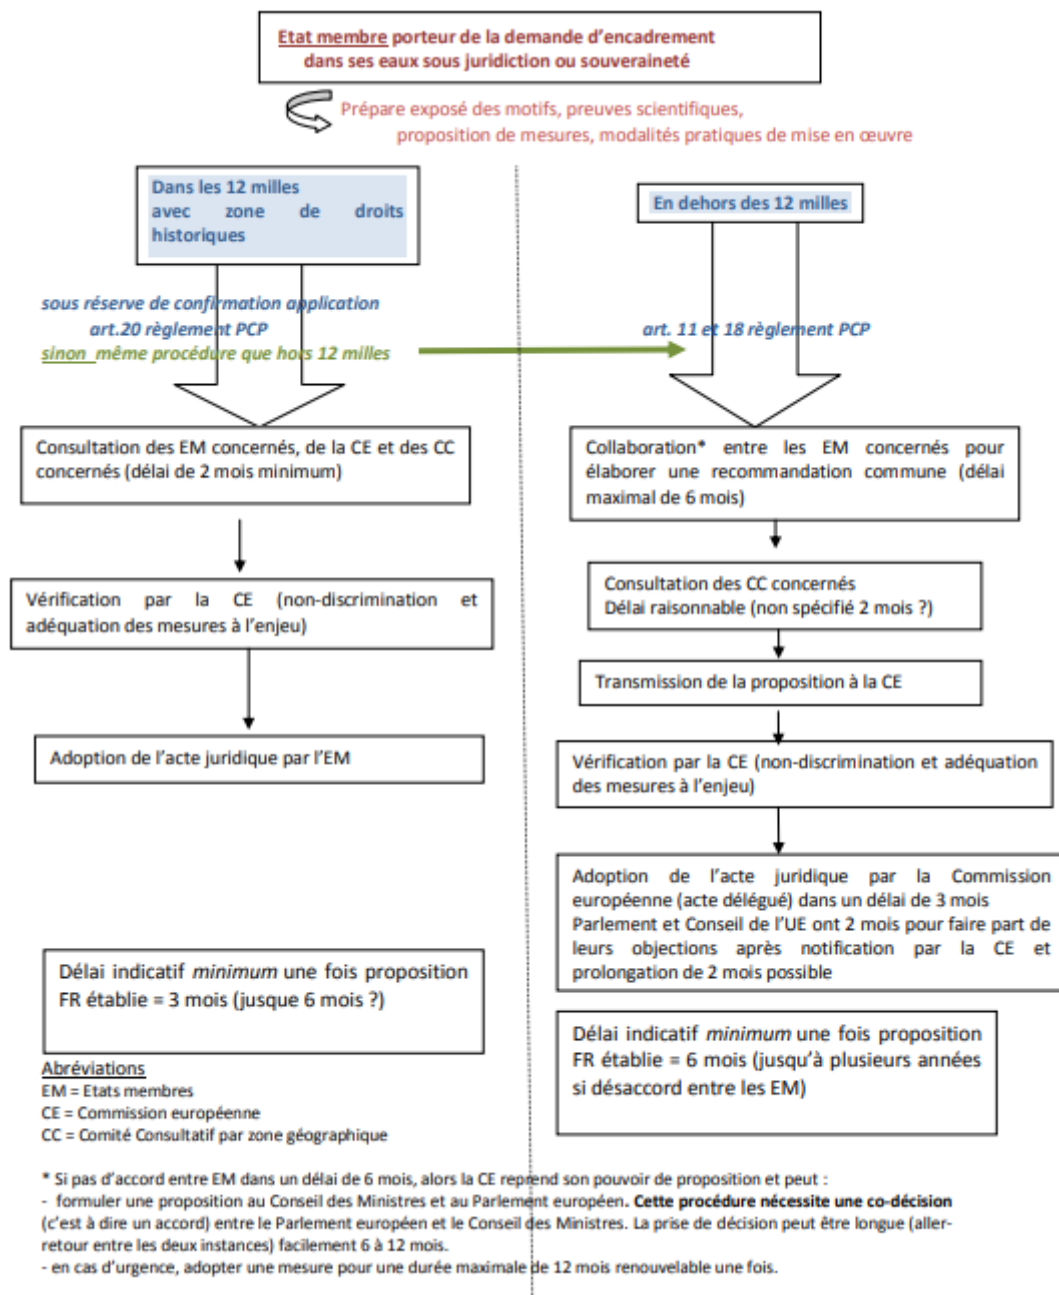 Etat membre porteur de la demande d'encadrement
dans ses eaux sous juridiction ou souveraineté
Prépare exposé des motifs, preuves scientifiques,
proposition de mesures, modalités pratiques de mise en œuvre
Dans les 12 milles
avec zone de droits
historiques
sous réserve de confirmation application
art.20 règlement PCP
sinon même procédure que hors 12 milles
Consultation des EM concernés, de la CE et des CC
concernés (délai de 2 mois minimum)
Vérification par la CE (non-discrimination et
adéquation des mesures à l'enjeu)
Adoption de l'acte juridique par l'EM
Délai indicatif minimum une fois proposition
FR établie = 3 mois (jusque 6 mois ?)
En dehors des 12 milles
art. 11 et 18 règlement PCP
Collaboration* entre les EM concernés pour
élaborer une recommandation commune (délai
maximal de 6 mois)
Consultation des CC concernés
Délai raisonnable (non spécifié 2 mois ?)
Transmission de la proposition à la CE
Vérification par la CE (non-discrimination et adéquation
des mesures à l'enjeu)
Adoption de l'acte juridique par la Commission
européenne (acte délégué) dans un délai de 3 mois
Parlement et Conseil de l'UE ont 2 mois pour faire part de
leurs objections après notification par la CE et
prolongation de 2 mois possible
Délai indicatif minimum une fois proposition
FR établie = 6 mois (jusqu'à plusieurs années
si désaccord entre les EM)
Abréviations
EM = Etats membres
CE = Commission européenne
CC = Comité Consultatif par zone géographique
* Si pas d'accord entre EM dans un délai de 6 mois, alors la CE reprend son pouvoir de proposition et peut :
- formuler une proposition au Conseil des Ministres et au Parlement européen. Cette procédure nécessite une co-décision
(c'est à dire un accord) entre le Parlement européen et le Conseil des Ministres. La prise de décision peut être longue (aller-
retour entre les deux instances) facilement 6 à 12 mois.
- en cas d'urgence, adopter une mesure pour une durée maximale de 12 mois renouvelable une fois.